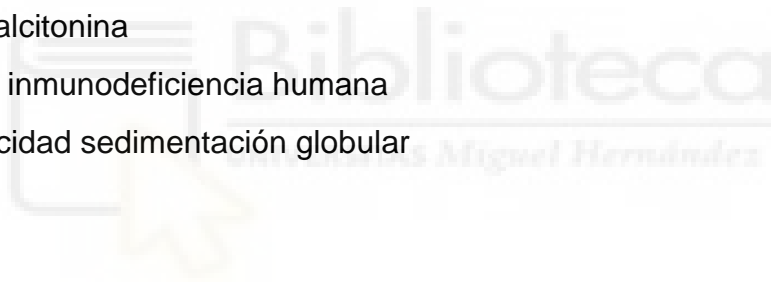 alcitonina
Biblioteca
inmunodeficiencia humana
cidad sedimentación globular
UNIVERSITAS Miguel Hernández